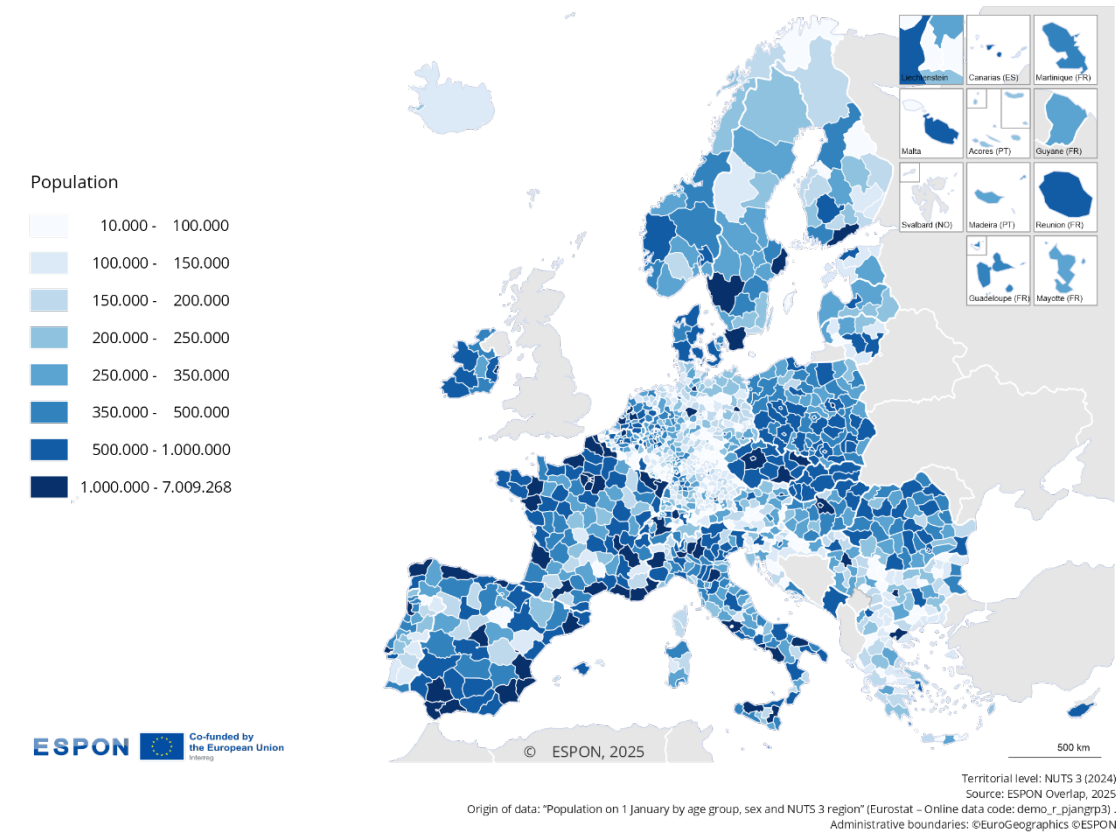 Population
10.000 - 100.000
100.000 - 150.000
150.000 - 200.000
200.000 - 250.000
250.000 - 350.000
350.000 - 500.000
500.000 - 1.000.000
1.000.000 - 7.009.268
Liechtenstein
Canarias (ES)
Martinique (FR)
Malta
Acores (PT)
Guyane (FR)
Svalbard (NO)
Madeira (PT)
Reunion (FR)
Guadeloupe (FR)
Mayotte (FR)
ESPON
Co-funded by
the European Union
Interreg
© ESPON, 2025
500 km
Territorial level: NUTS 3 (2024)
Source: ESPON Overlap, 2025
Origin of data: “Population on 1 January by age group, sex and NUTS 3 region” (Eurostat – Online data code: demo_r_pjangrp3) .
Administrative boundaries: ©EuroGeographics ©ESPON